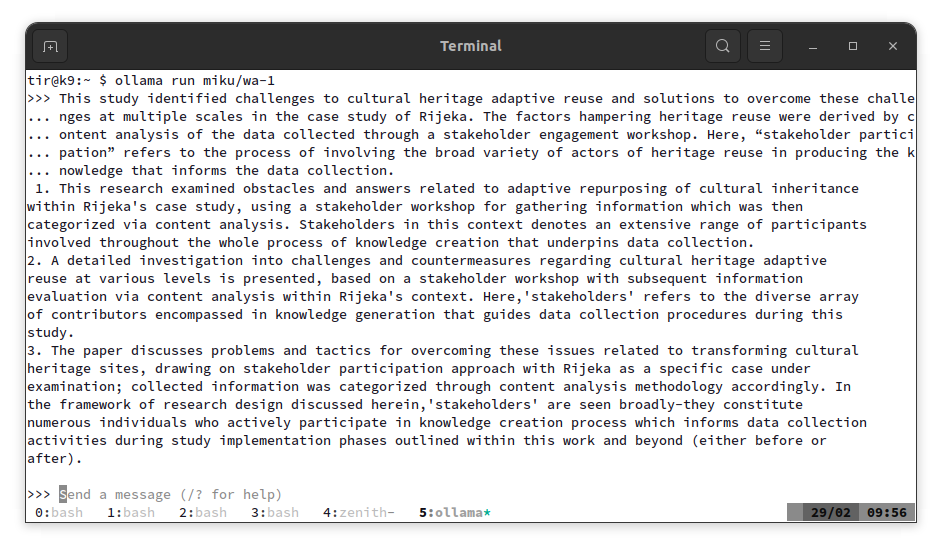 Terminal
tir@k9:~ $ ollama run miku/wa-1
>>> This study identified challenges to cultural heritage adaptive reuse and solutions to overcome these challe
... nges at multiple scales in the case study of Rijeka. The factors hampering heritage reuse were derived by c
... ontent analysis of the data collected through a stakeholder engagement workshop. Here, “stakeholder partici
... pation” refers to the process of involving the broad variety of actors of heritage reuse in producing the k
... nowledge that informs the data collection.
1. This research examined obstacles and answers related to adaptive repurposing of cultural inheritance
within Rijeka's case study, using a stakeholder workshop for gathering information which was then
categorized via content analysis. Stakeholders in this context denotes an extensive range of participants
involved throughout the whole process of knowledge creation that underpins data collection.
2. A detailed investigation into challenges and countermeasures regarding cultural heritage adaptive
reuse at various levels is presented, based on a stakeholder workshop with subsequent information
evaluation via content analysis within Rijeka's context. Here,'stakeholders' refers to the diverse array
of contributors encompassed in knowledge generation that guides data collection procedures during this
study.
3. The paper discusses problems and tactics for overcoming these issues related to transforming cultural
heritage sites, drawing on stakeholder participation approach with Rijeka as a specific case under
examination; collected information was categorized through content analysis methodology accordingly. In
the framework of research design discussed herein,'stakeholders' are seen broadly—they constitute
numerous individuals who actively participate in knowledge creation process which informs data collection
activities during study implementation phases outlined within this work and beyond (either before or
after).
>>> Send a message (/? for help)
0:bash 1:bash 2:bash 3:bash 4:zenith- 5:ollama* 29/02 09:56